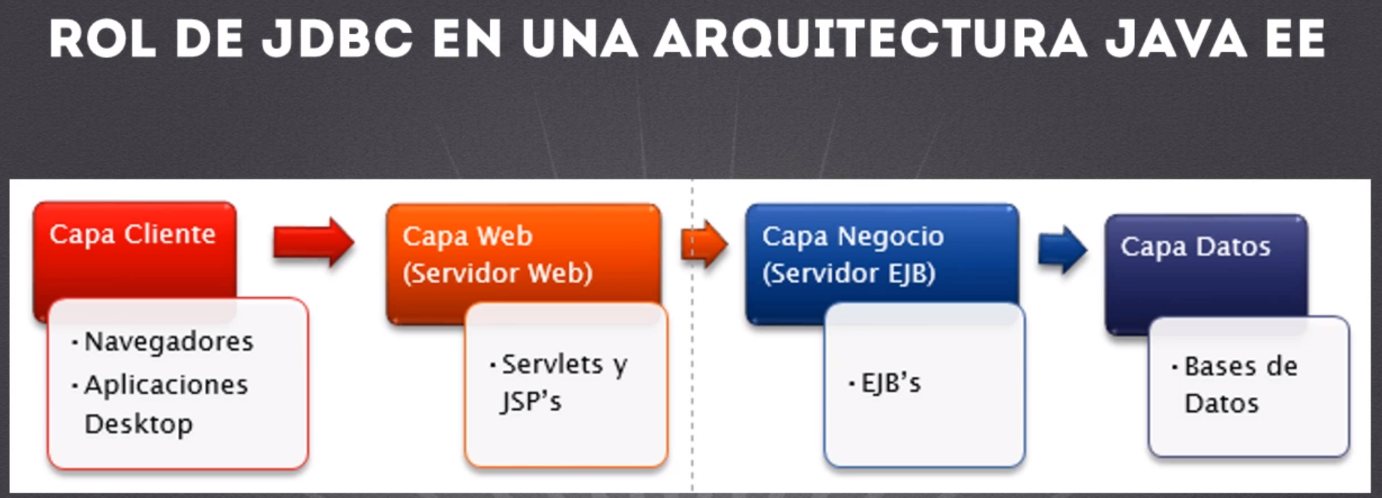 ROL DE JDBC EN UNA ARQUITECTURA JAVA EE
Capa Cliente
· Navegadores
· Aplicaciones
Desktop
Capa Web
(Servidor Web)
· Servlets y
JSP's
Capa Negocio
(Servidor EJB)
· EJB's
Capa Datos
· Bases de
Datos